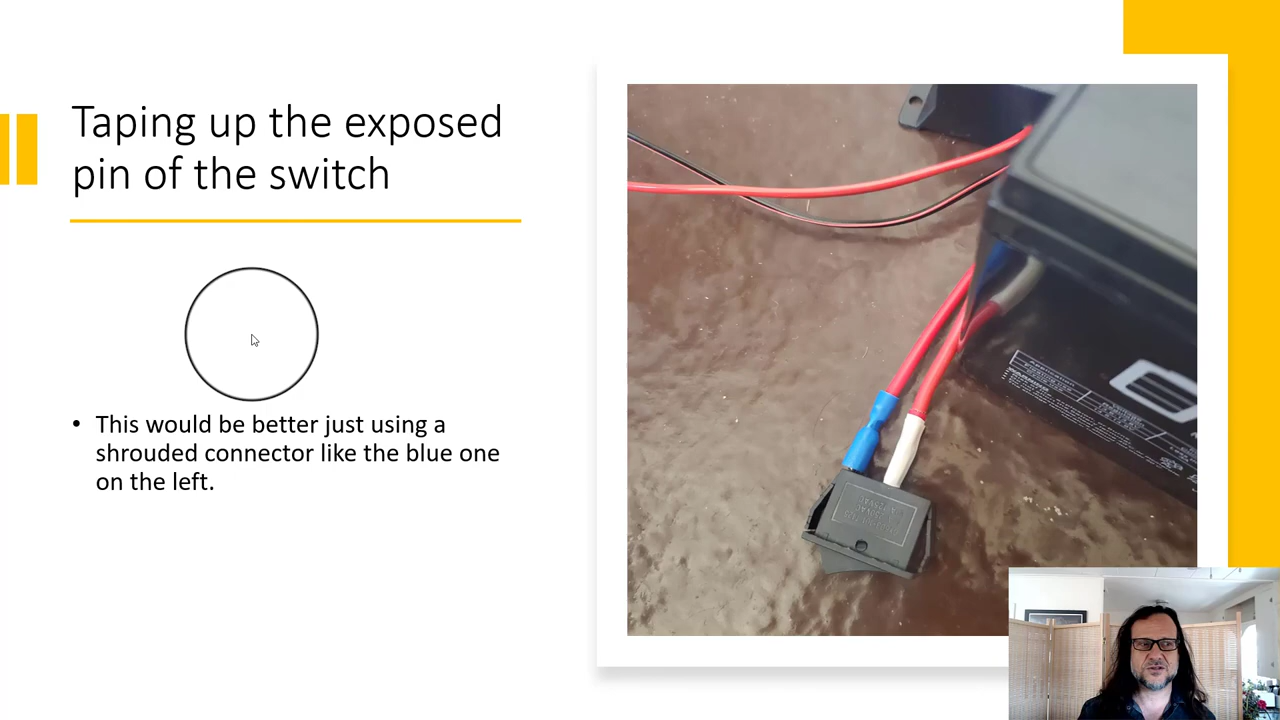 Taping up the exposed
pin of the switch
• This would be better just using a
shrouded connector like the blue one
on the left.